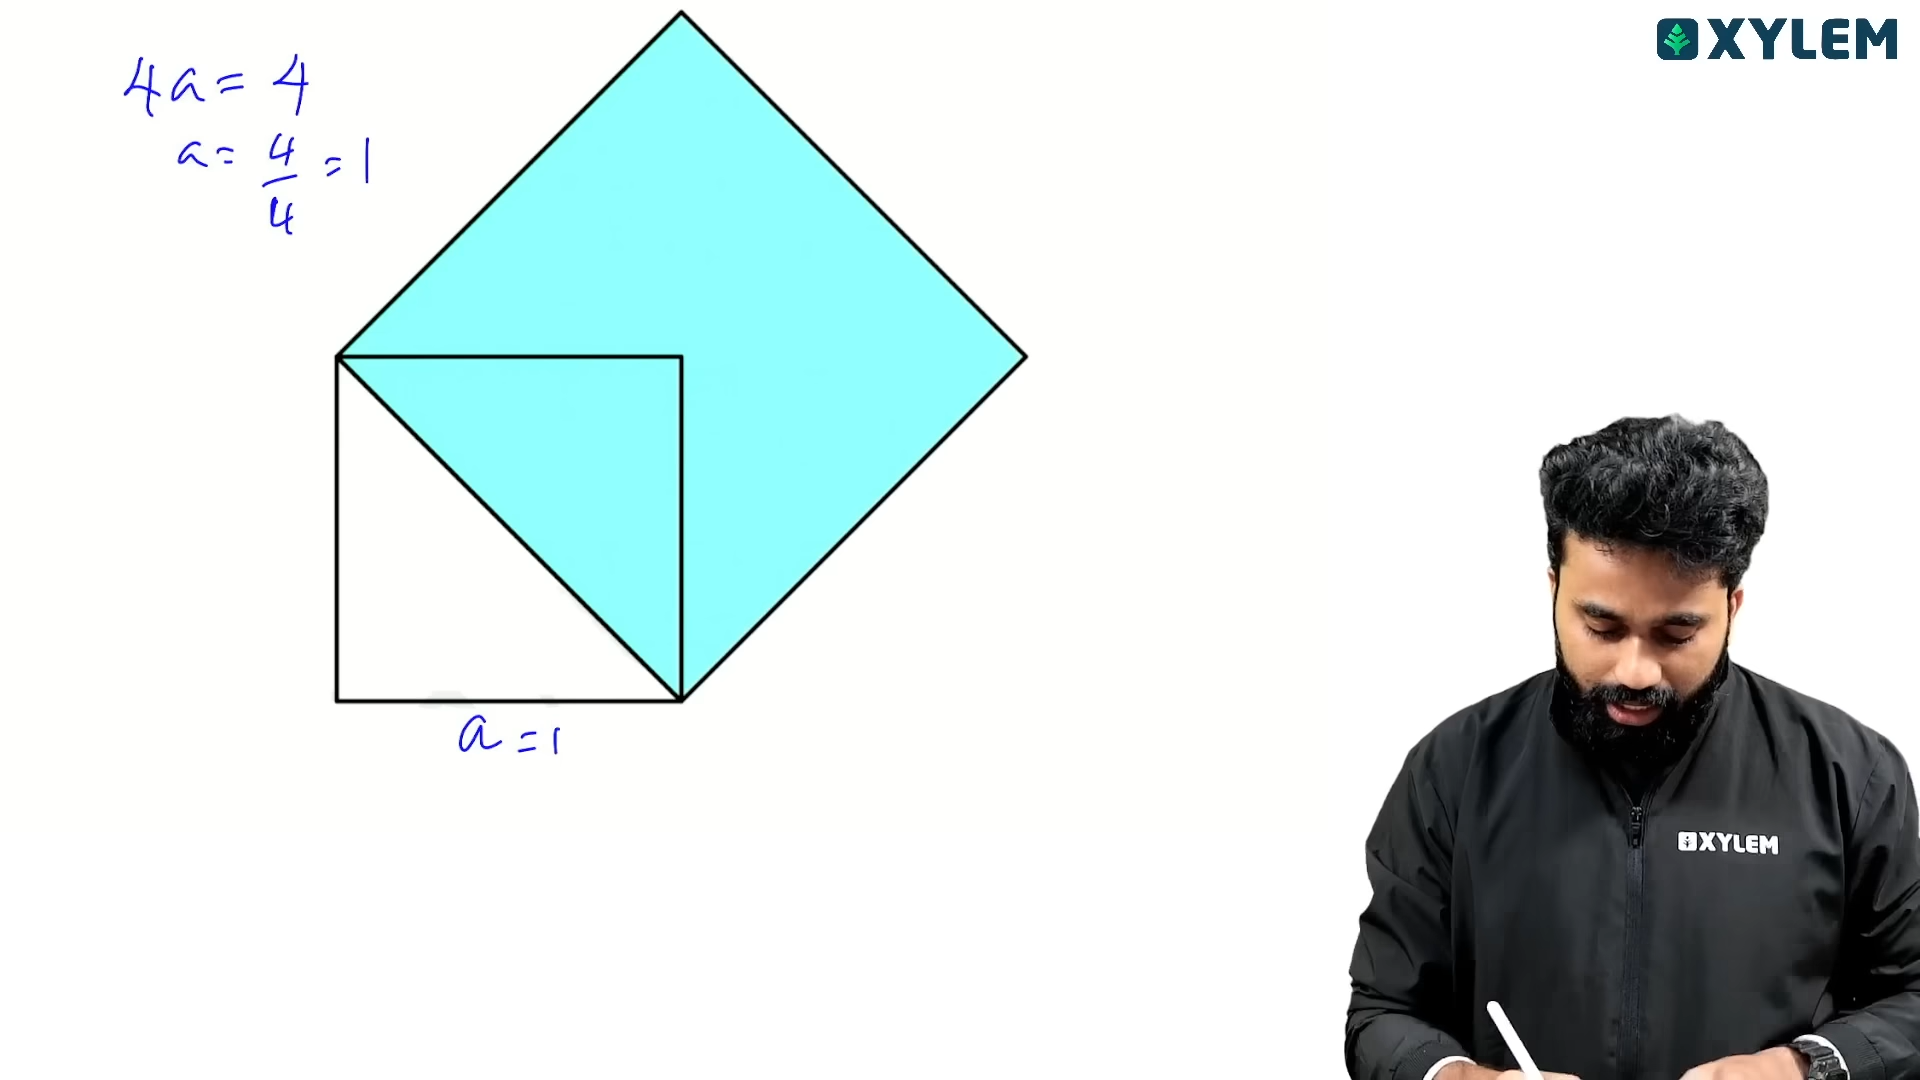 XYLEM
4a = 4
a = 4/4 = 1
a = 1
XYLEM